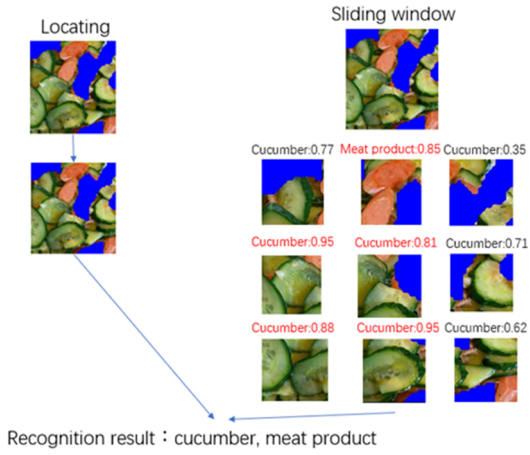 Locating
Sliding window
Cucumber:0.77 Meat product:0.85 Cucumber:0.35
Cucumber:0.95 Cucumber:0.81 Cucumber:0.71
Cucumber:0.88 Cucumber:0.95 Cucumber:0.62
Recognition result：cucumber, meat product